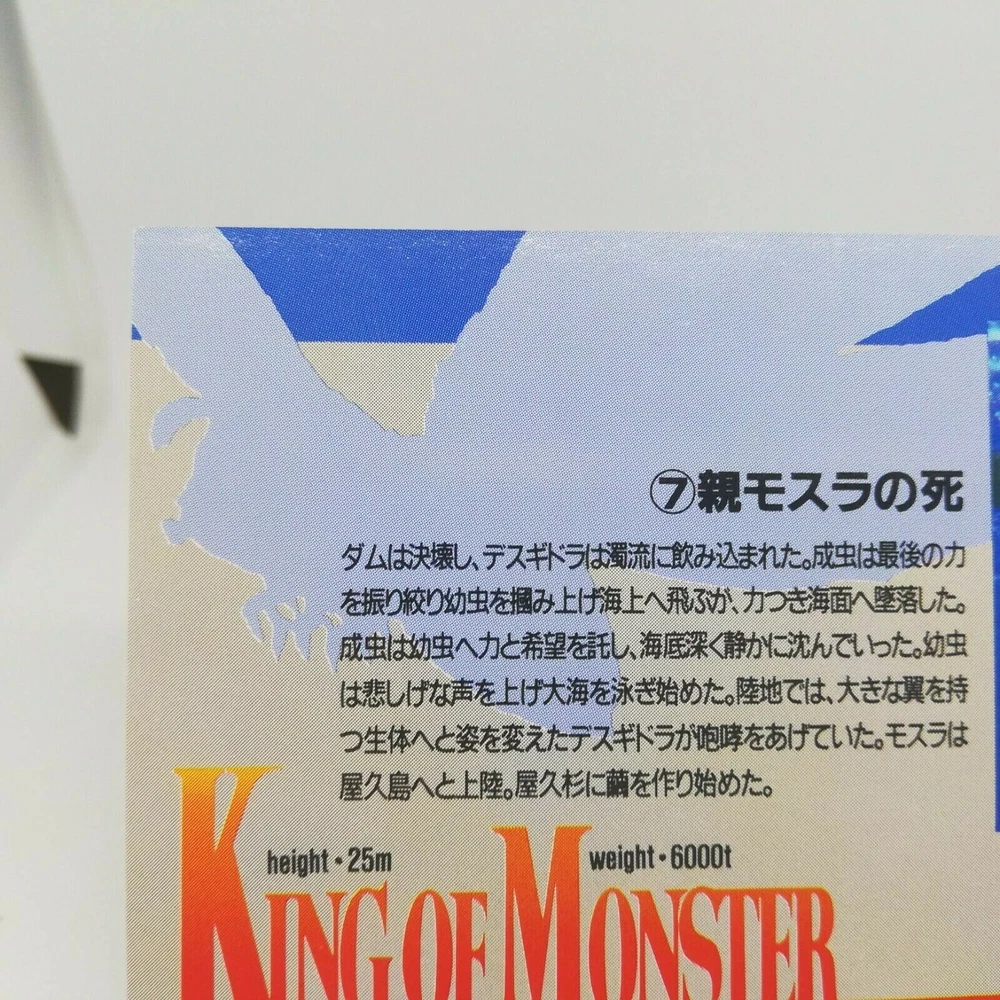 ⑦親モスラの死
ダムは決壊し、デスギドラは濁流に飲み込まれた。成虫は最後の力
を振り絞り幼虫を摑み上げ海上へ飛ぶが、力つき海面へ墜落した。
成虫は幼虫へ力と希望を託し、海底深く静かに沈んでいった。幼虫
は悲しげな声を上げ大海を泳ぎ始めた。陸地では、大きな翼を持
つ生体へと姿を変えたデスギドラが咆哮をあげていた。モスラは
屋久島へと上陸。屋久杉に繭を作り始めた。
height・25m weight・6000t
KING OF MONSTER